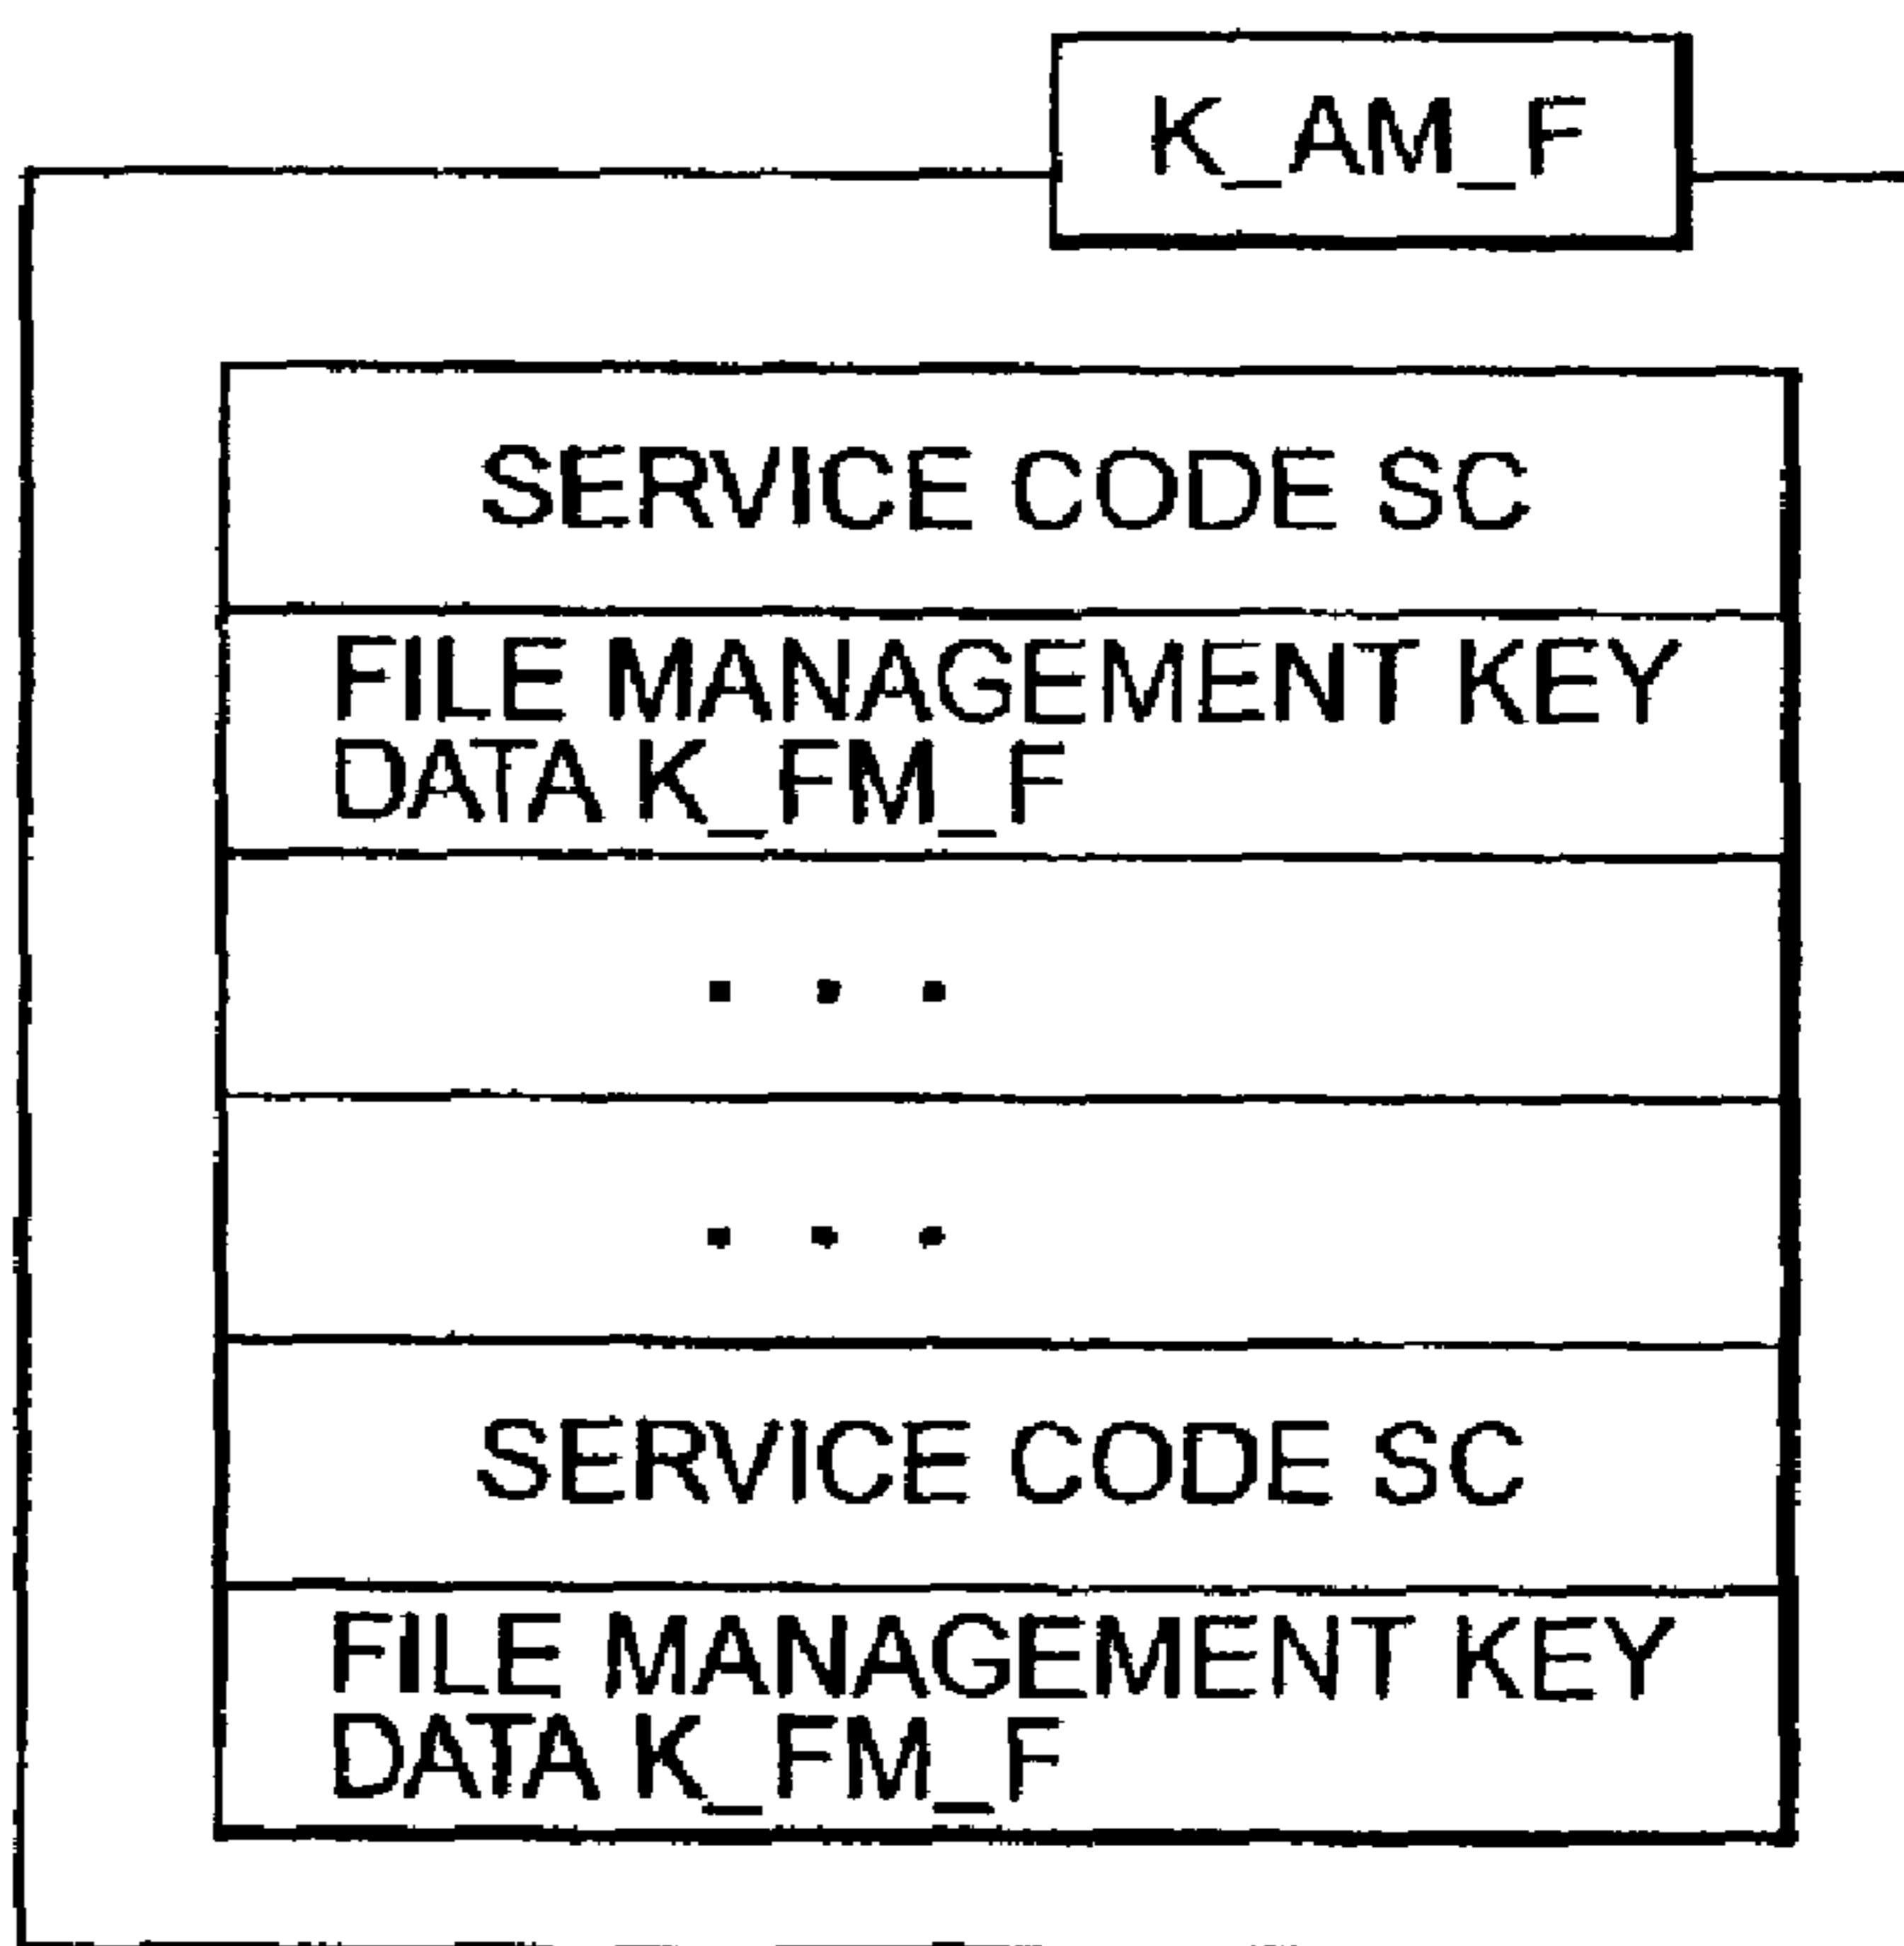 K_AM_F
SERVICE CODE SC
FILE MANAGEMENT KEY
DATA K_FM_F
. . .
. . .
SERVICE CODE SC
FILE MANAGEMENT KEY
DATA K_FM_F